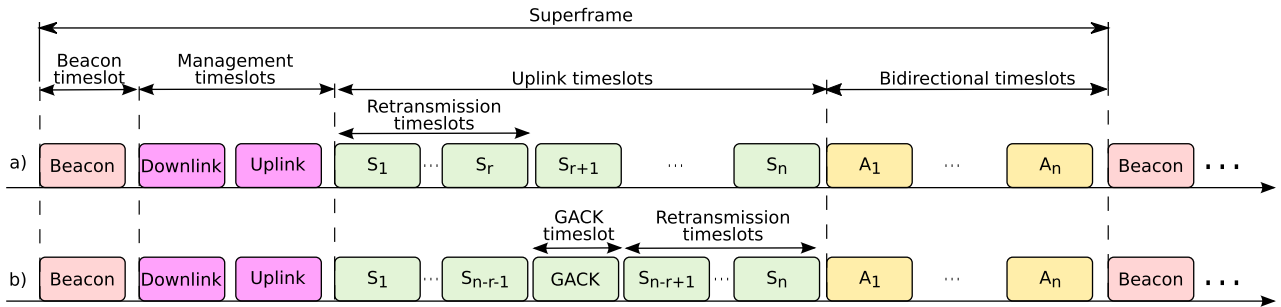 Superframe
Beacon
timeslot
Management
timeslots
Uplink timeslots
Bidirectional timeslots
Retransmission
timeslots
a) Beacon Downlink Uplink S1 ... Sr Sr+1 ... Sn A1 ... An Beacon ...
GACK
timeslot
Retransmission
timeslots
b) Beacon Downlink Uplink S1 ... Sn-r-1 GACK Sn-r+1 ... Sn A1 ... An Beacon ...